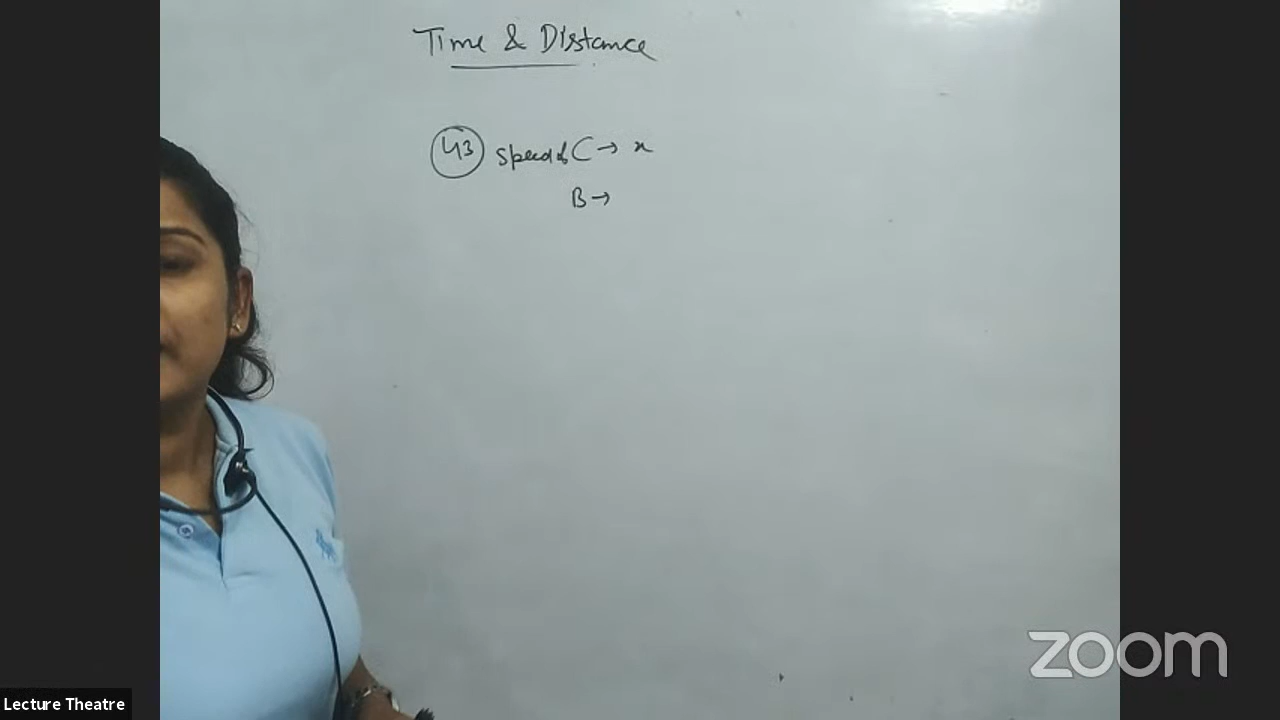 Time & Distance
43 Speed of C → x
B →
zoom
Lecture Theatre